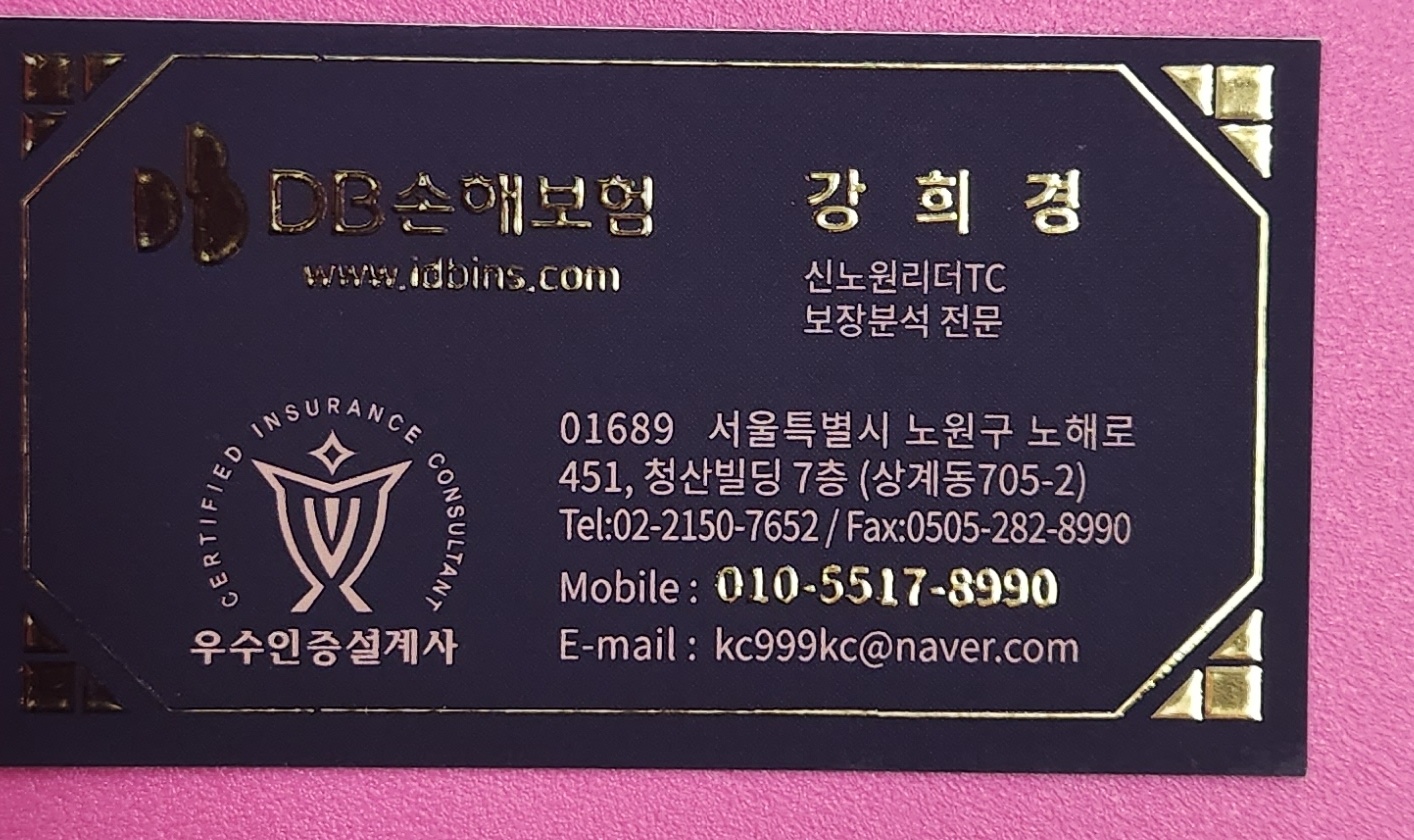 DB손해보험
www.idbins.com
강 희 경
신노원리더TC
보장분석 전문
CERTIFIED INSURANCE CONSULTANT
우수인증설계사
01689 서울특별시 노원구 노해로
451, 청산빌딩 7층 (상계동705-2)
Tel:02-2150-7652 / Fax:0505-282-8990
Mobile : 010-5517-8990
E-mail : kc999kc@naver.com